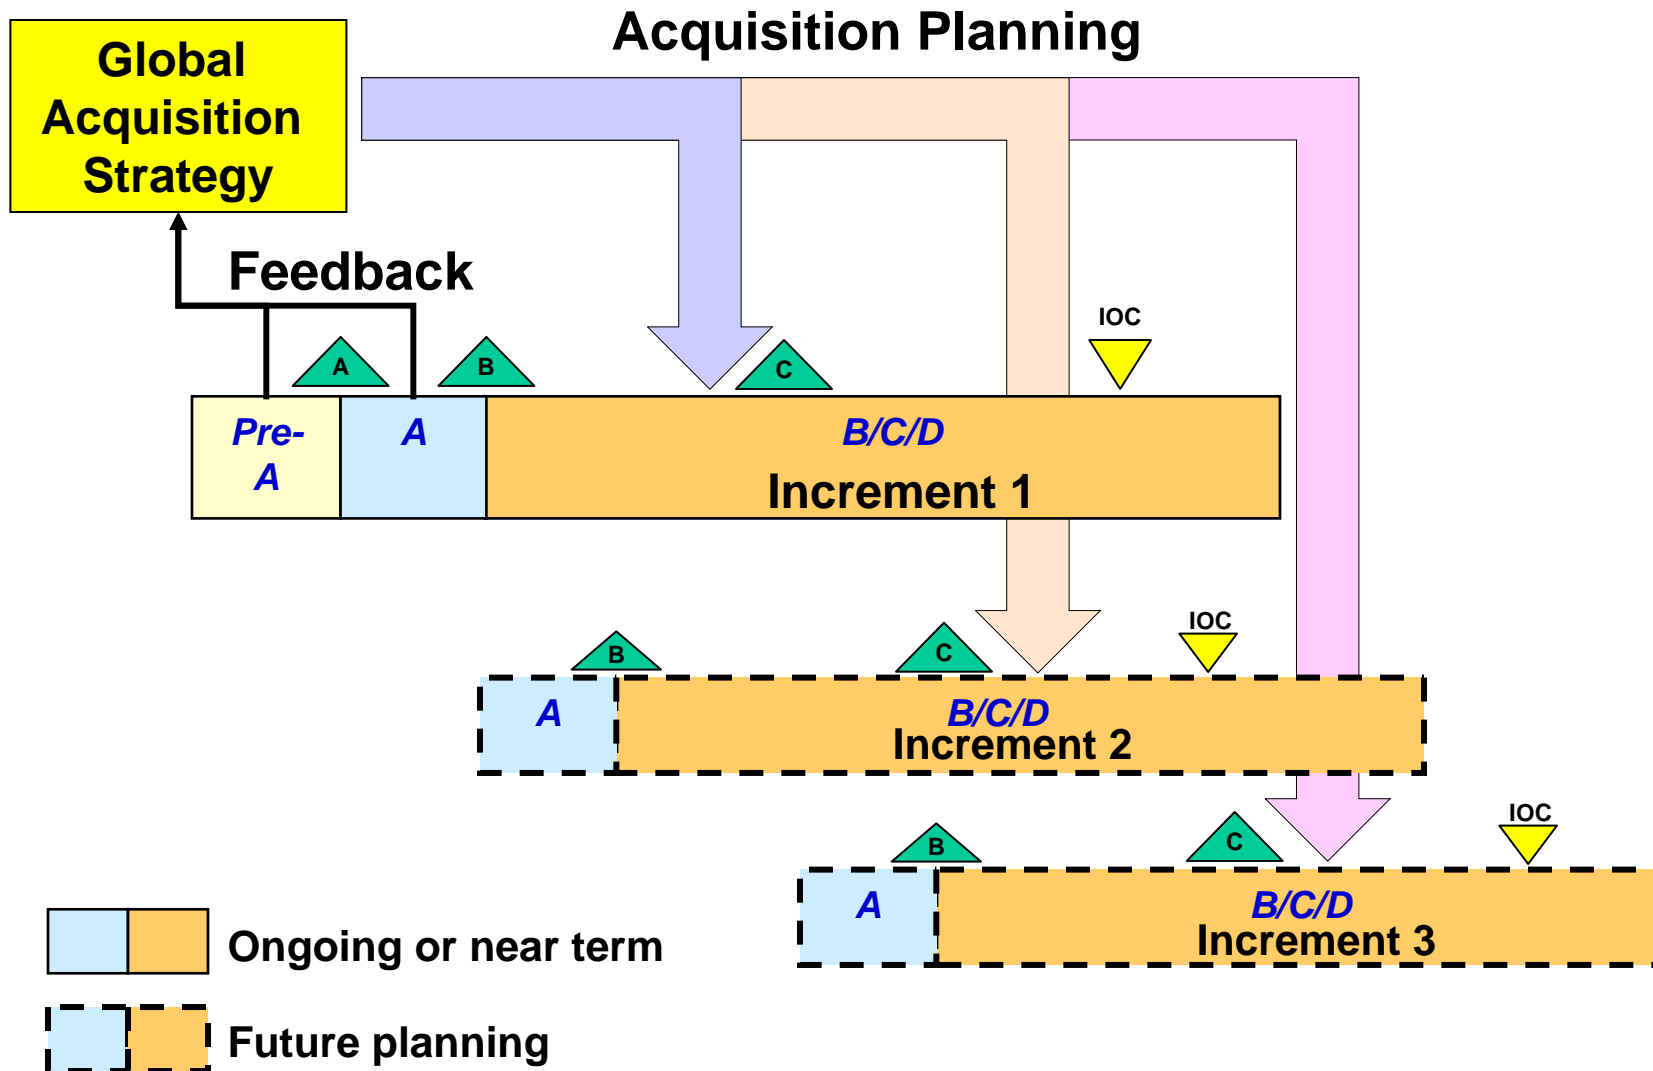 Acquisition Planning
Global
Acquisition
Strategy
Feedback
IOC
A
B
C
Pre-
A
A
B/C/D
Increment 1
IOC
B
C
A
B/C/D
Increment 2
IOC
B
C
A
B/C/D
Increment 3
Ongoing or near term
Future planning